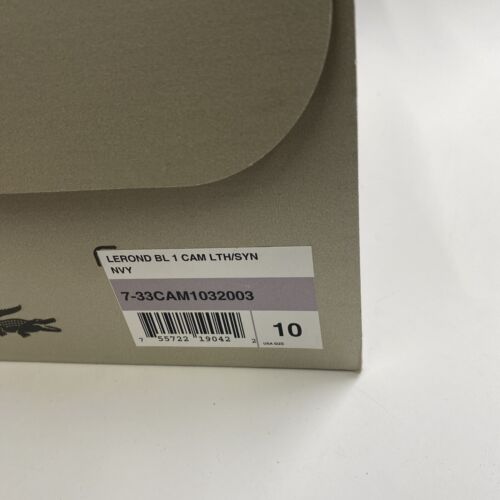 LEROND BL 1 CAM LTH/SYN
NVY
7-33CAM1032003
7 55722 19042 2
10
USA SIZE